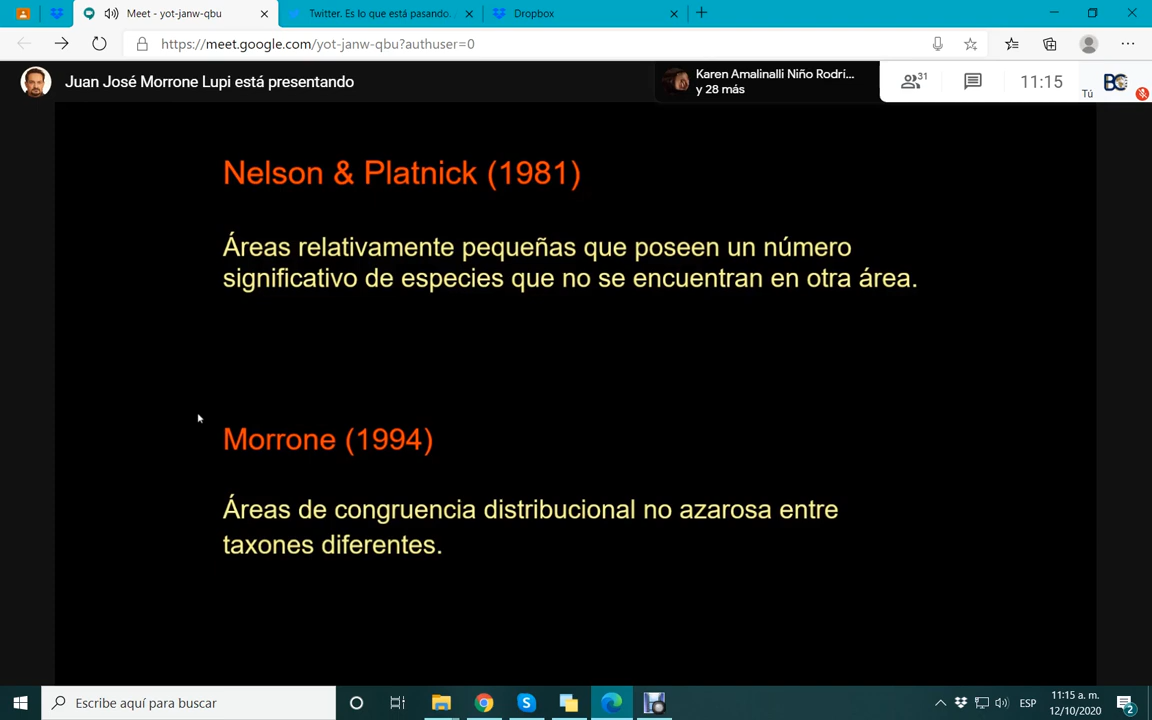 Meet - yot-janw-qbu
Twitter. Es lo que está pasando.
Dropbox
https://meet.google.com/yot-janw-qbu?authuser=0
Juan José Morrone Lupi está presentando
Karen Amalinalli Niño Rodri...
y 28 más
31
11:15
Tú
BC
Nelson & Platnick (1981)
Áreas relativamente pequeñas que poseen un número
significativo de especies que no se encuentran en otra área.
Morrone (1994)
Áreas de congruencia distribucional no azarosa entre
taxones diferentes.
Escribe aquí para buscar
ESP
11:15 a. m.
12/10/2020
2